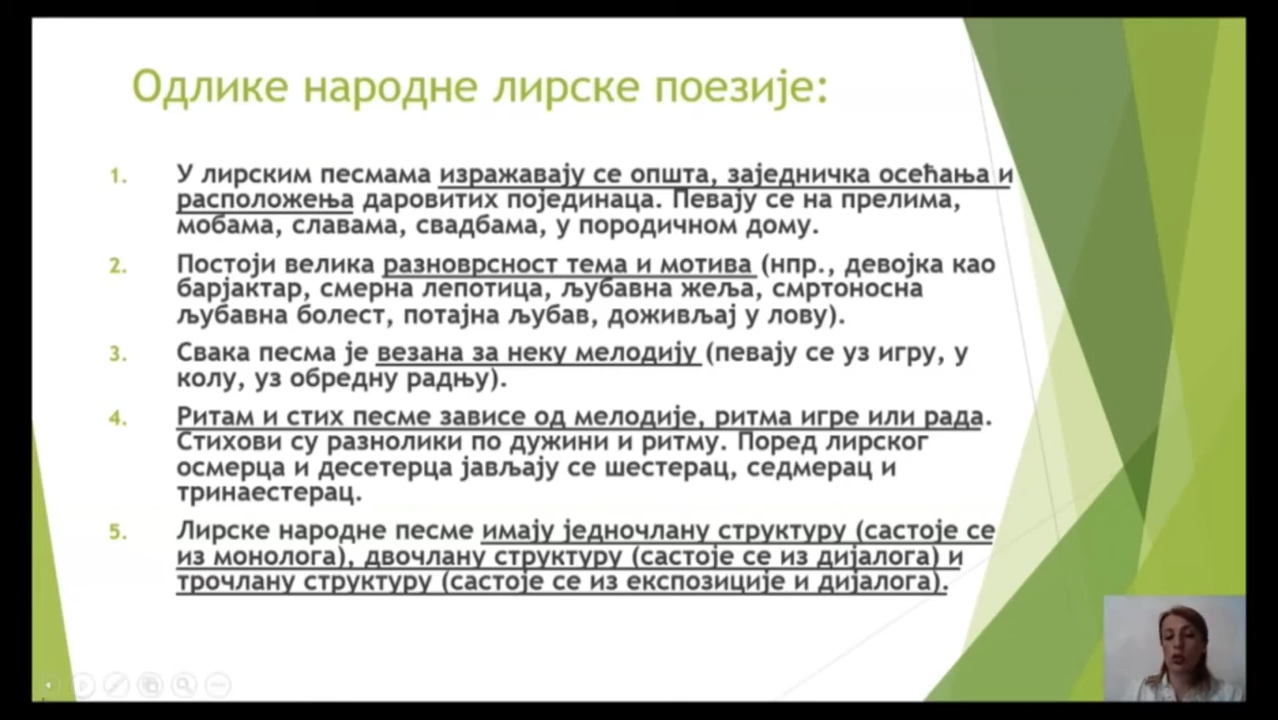 Одлике народне лирске поезије:
1. У лирским песмама изражавају се општа, заједничка осећања и
расположења даровитих појединаца. Певају се на прелима,
мобама, славама, свадбама, у породичном дому.
2. Постоји велика разноврсност тема и мотива (нпр., девојка као
барјактар, смерна лепотица, љубавна жеља, смртоносна
љубавна болест, потајна љубав, доживљај у лову).
3. Свака песма је везана за неку мелодију (певају се уз игру, у
колу, уз обредну радњу).
4. Ритам и стих песме зависе од мелодије, ритма игре или рада.
Стихови су разнолики по дужини и ритму. Поред лирског
осмерца и десетерца јављају се шестерац, седмерац и
тринаестерац.
5. Лирске народне песме имају једночлану структуру (састоје се
из монолога), двочлану структуру (састоје се из дијалога) и
трочлану структуру (састоје се из експозиције и дијалога).